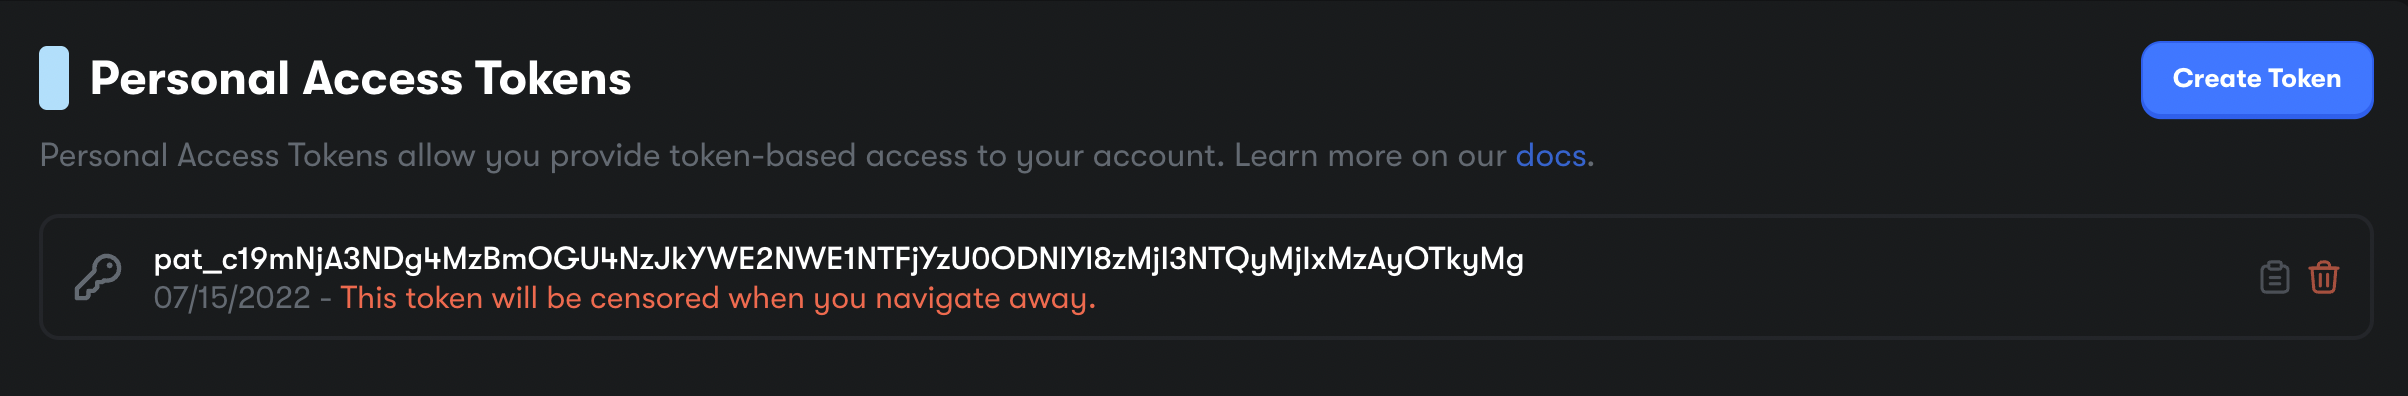 Personal Access Tokens
Create Token
Personal Access Tokens allow you provide token-based access to your account. Learn more on our docs.
pat_c19mNjA3NDg4MzBmOGU4NzJkYWE2NWE1NTFjYzU0ODNlYl8zMjI3NTQyMjIxMzAyOTkyMg
07/15/2022 - This token will be censored when you navigate away.